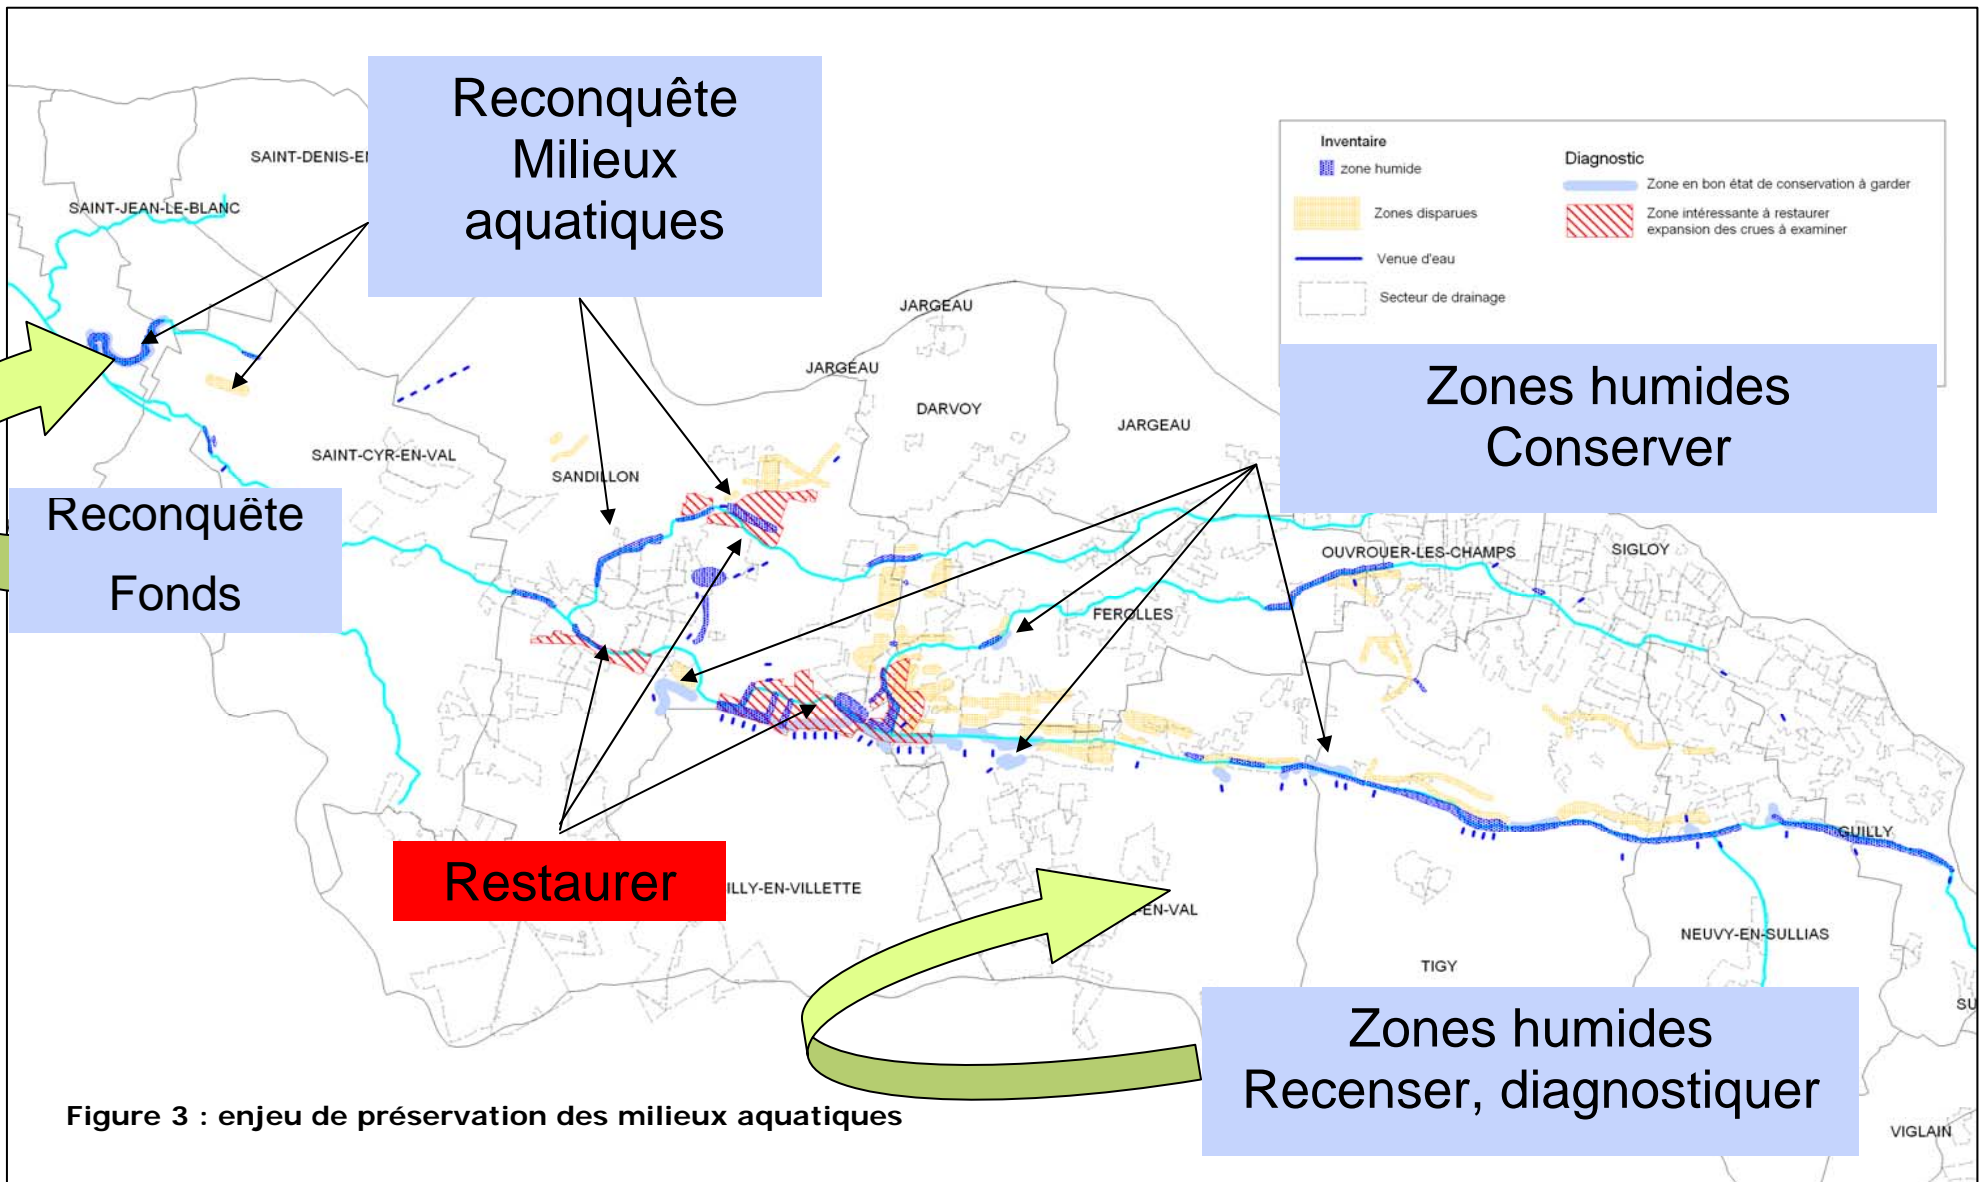 Reconquête
Milieux
aquatiques
Inventaire
zone humide
Zones disparues
Venue d'eau
Secteur de drainage
Diagnostic
Zone en bon état de conservation à garder
Zone intéressante à restaurer
expansion des crues à examiner
SAINT-DENIS-E
SAINT-JEAN-LE-BLANC
JARGEAU
JARGEAU
DARVOY
JARGEAU
Zones humides
Conserver
SAINT-CYR-EN-VAL
SANDILLON
Reconquête
Fonds
OUVROUER-LES-CHAMPS
SIGLOY
FEROLLES
GUILLY
Restaurer
ILLY-EN-VILLETTE
-EN-VAL
NEUVY-EN-SULLIAS
TIGY
SU
Zones humides
Recenser, diagnostiquer
Figure 3 : enjeu de préservation des milieux aquatiques
VIGLAIN